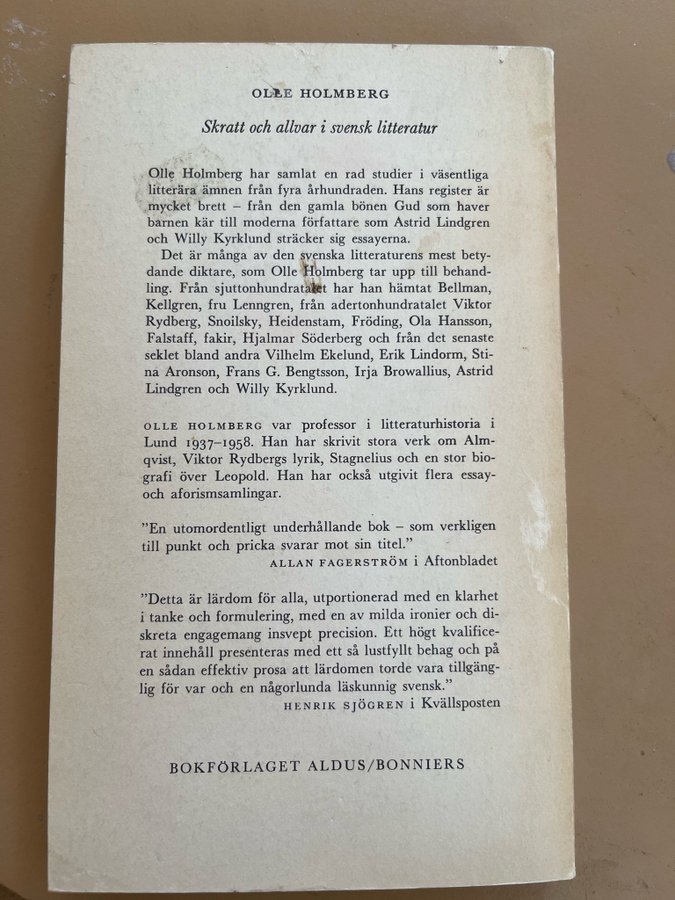 OLLE HOLMBERG
Skratt och allvar i svensk litteratur
Olle Holmberg har samlat en rad studier i väsentliga
litterära ämnen från fyra århundraden. Hans register är
mycket brett – från den gamla bönen Gud som haver
barnen kär till moderna författare som Astrid Lindgren
och Willy Kyrklund sträcker sig essayerna.
Det är många av den svenska litteraturens mest bety-
dande diktare, som Olle Holmberg tar upp till behand-
ling. Från sjuttonhundratalet har han hämtat Bellman,
Kellgren, fru Lenngren, från adertonhundratalet Viktor
Rydberg, Snoilsky, Heidenstam, Fröding, Ola Hansson,
Falstaff, fakir, Hjalmar Söderberg och från det senaste
seklet bland andra Vilhelm Ekelund, Erik Lindorm, Sti-
na Aronson, Frans G. Bengtsson, Irja Browallius, Astrid
Lindgren och Willy Kyrklund.
OLLE HOLMBERG var professor i litteraturhistoria i
Lund 1937–1958. Han har skrivit stora verk om Alm-
qvist, Viktor Rydbergs lyrik, Stagnelius och en stor bio-
grafi över Leopold. Han har också utgivit flera essay-
och aforismsamlingar.
”En utomordentligt underhållande bok – som verkligen
till punkt och pricka svarar mot sin titel.”
ALLAN FAGERSTRÖM i Aftonbladet
”Detta är lärdom för alla, utportionerad med en klarhet
i tanke och formulering, med en av milda ironier och di-
skreta engagemang insvept precision. Ett högt kvalifice-
rat innehåll presenteras med ett så lustfyllt behag och på
en sådan effektiv prosa att lärdomen torde vara tillgäng-
lig för var och en någorlunda läskunnig svensk.”
HENRIK SJÖGREN i Kvällsposten
BOKFÖRLAGET ALDUS/BONNIERS